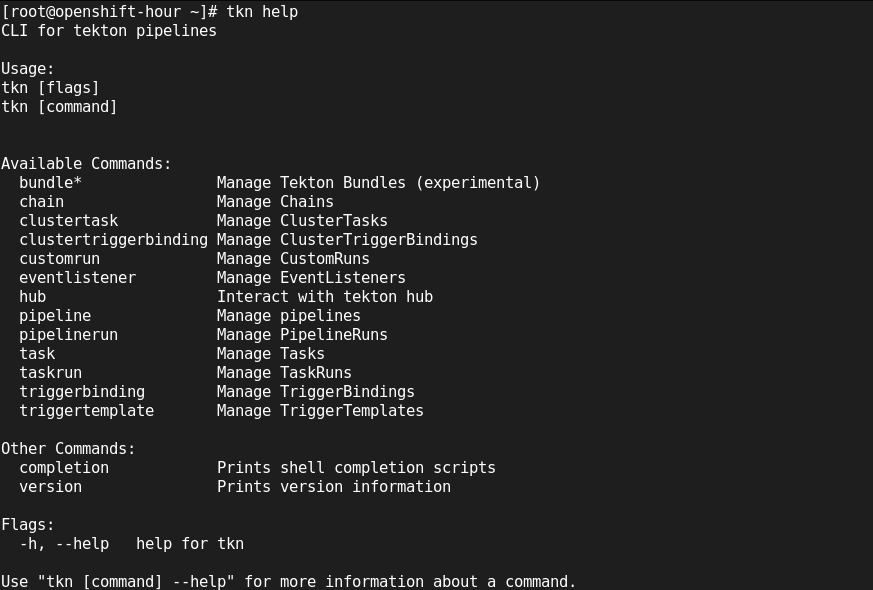 [root@openshift-hour ~]# tkn help
CLI for tekton pipelines
Usage:
tkn [flags]
tkn [command]
Available Commands:
bundle* Manage Tekton Bundles (experimental)
chain Manage Chains
clustertask Manage ClusterTasks
clustertriggerbinding Manage ClusterTriggerBindings
customrun Manage CustomRuns
eventlistener Manage EventListeners
hub Interact with tekton hub
pipeline Manage pipelines
pipelinerun Manage PipelineRuns
task Manage Tasks
taskrun Manage TaskRuns
triggerbinding Manage TriggerBindings
triggertemplate Manage TriggerTemplates
Other Commands:
completion Prints shell completion scripts
version Prints version information
Flags:
-h, --help help for tkn
Use "tkn [command] --help" for more information about a command.